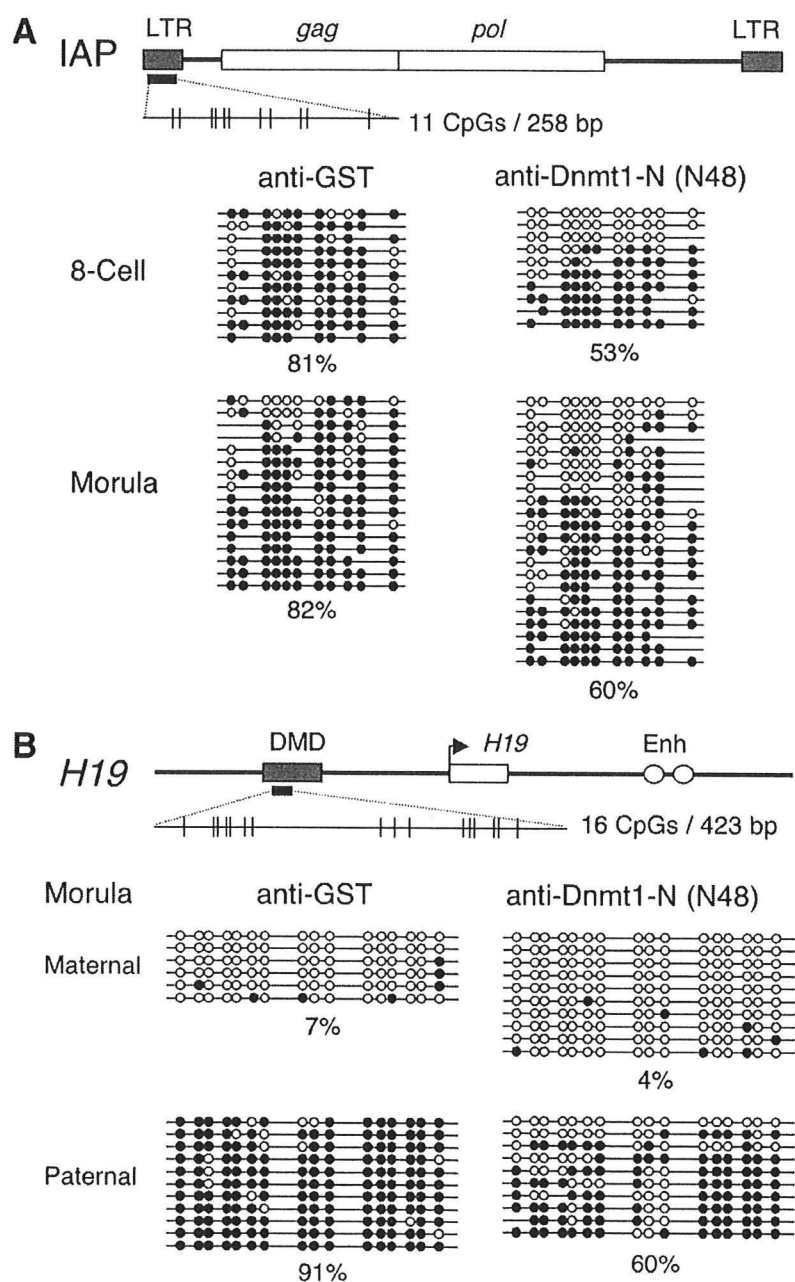 A
IAP
LTR
gag
pol
LTR
11 CpGs / 258 bp
anti-GST
anti-Dnmt1-N (N48)
8-Cell
81%
53%
Morula
82%
60%
B
H19
DMD
H19
Enh
16 CpGs / 423 bp
Morula
anti-GST
anti-Dnmt1-N (N48)
Maternal
7%
4%
Paternal
91%
60%